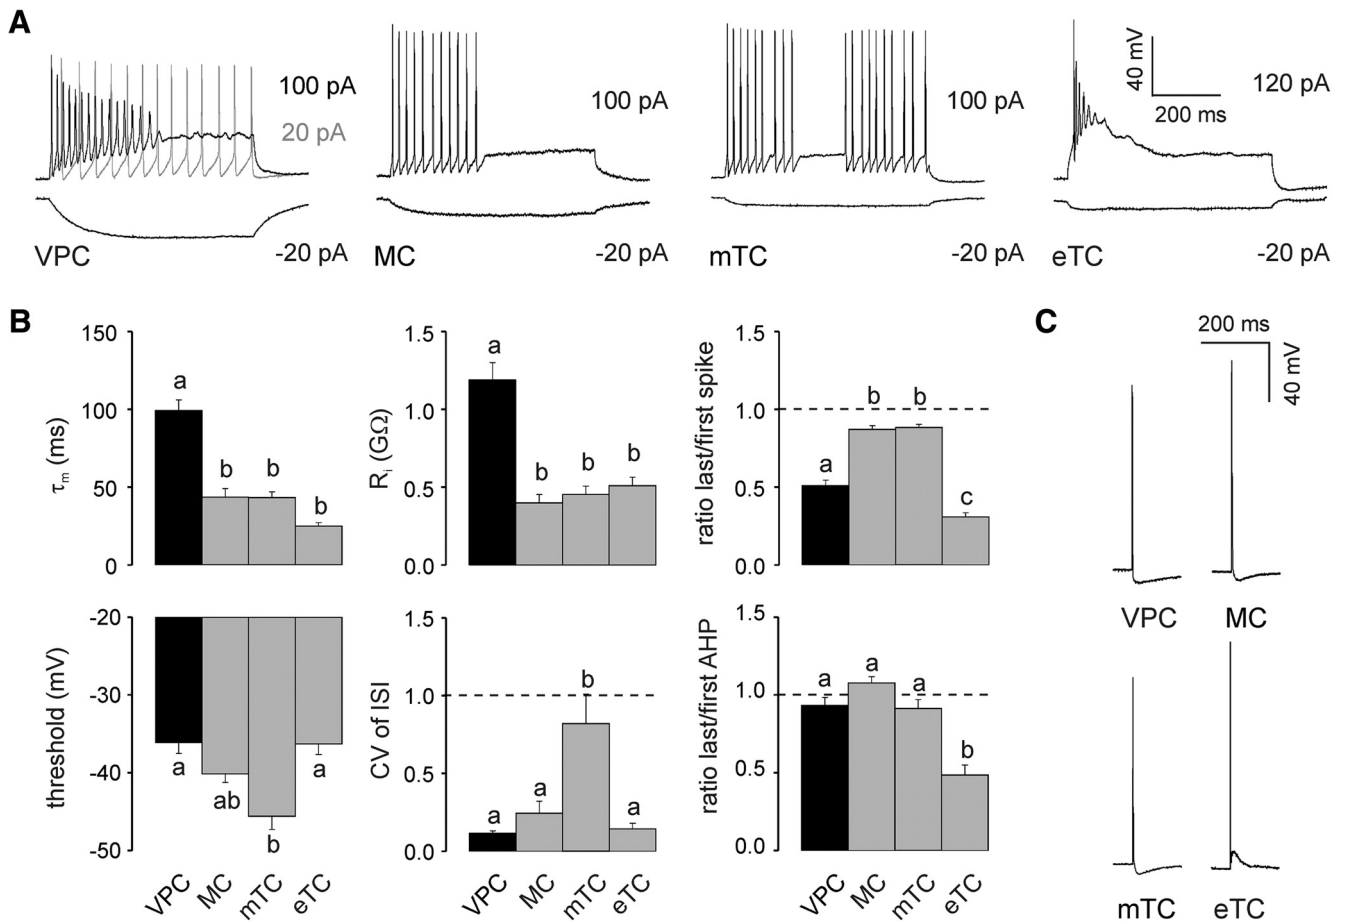 A
100 pA
20 pA
VPC
-20 pA
100 pA
MC
-20 pA
100 pA
mTC
-20 pA
40 mV
200 ms
120 pA
eTC
-20 pA
B
τm (ms)
150
100
50
0
a
b
b
b
Ri (GΩ)
1.5
1.0
0.5
0.0
a
b
b
b
ratio last/first spike
1.5
1.0
0.5
0.0
a
b
b
c
threshold (mV)
-20
-30
-40
-50
a
ab
b
a
VPC
MC
mTC
eTC
CV of ISI
1.5
1.0
0.5
0.0
a
a
b
a
VPC
MC
mTC
eTC
ratio last/first AHP
1.5
1.0
0.5
0.0
a
a
a
b
VPC
MC
mTC
eTC
C
200 ms
40 mV
VPC
MC
mTC
eTC